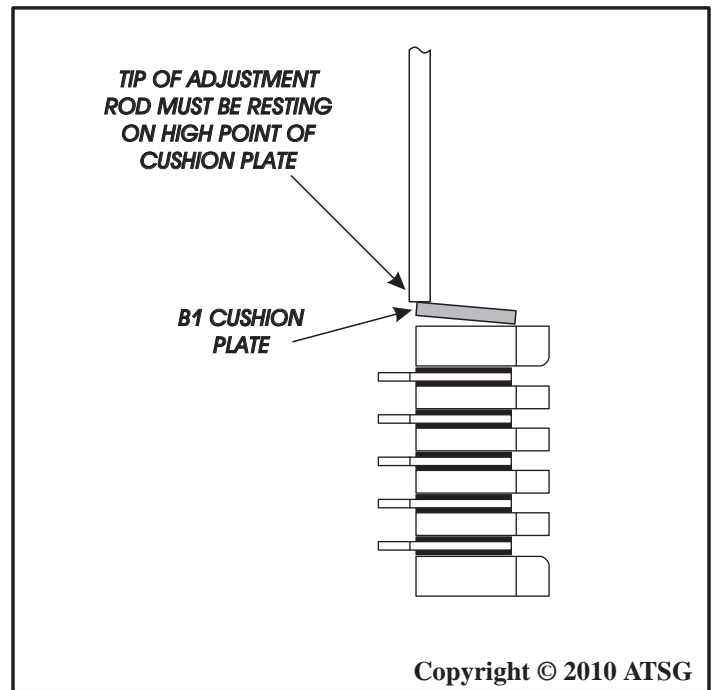 TIP OF ADJUSTMENT
ROD MUST BE RESTING
ON HIGH POINT OF
CUSHION PLATE
B1 CUSHION
PLATE
Copyright © 2010 ATSG